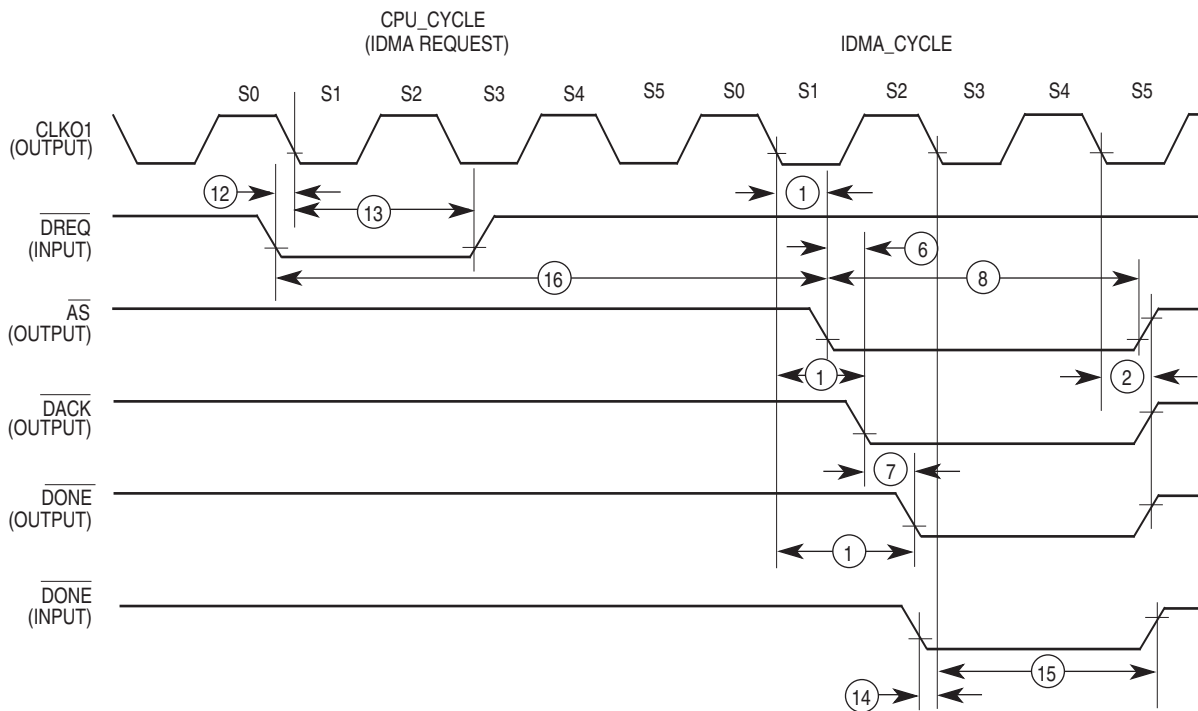 CPU_CYCLE
(IDMA REQUEST)
IDMA_CYCLE
S0 S1 S2 S3 S4 S5 S0 S1 S2 S3 S4 S5
CLKO1
(OUTPUT)
12
13
1
DREQ
(INPUT)
6
16
8
AS
(OUTPUT)
1
2
DACK
(OUTPUT)
7
DONE
(OUTPUT)
1
DONE
(INPUT)
15
14